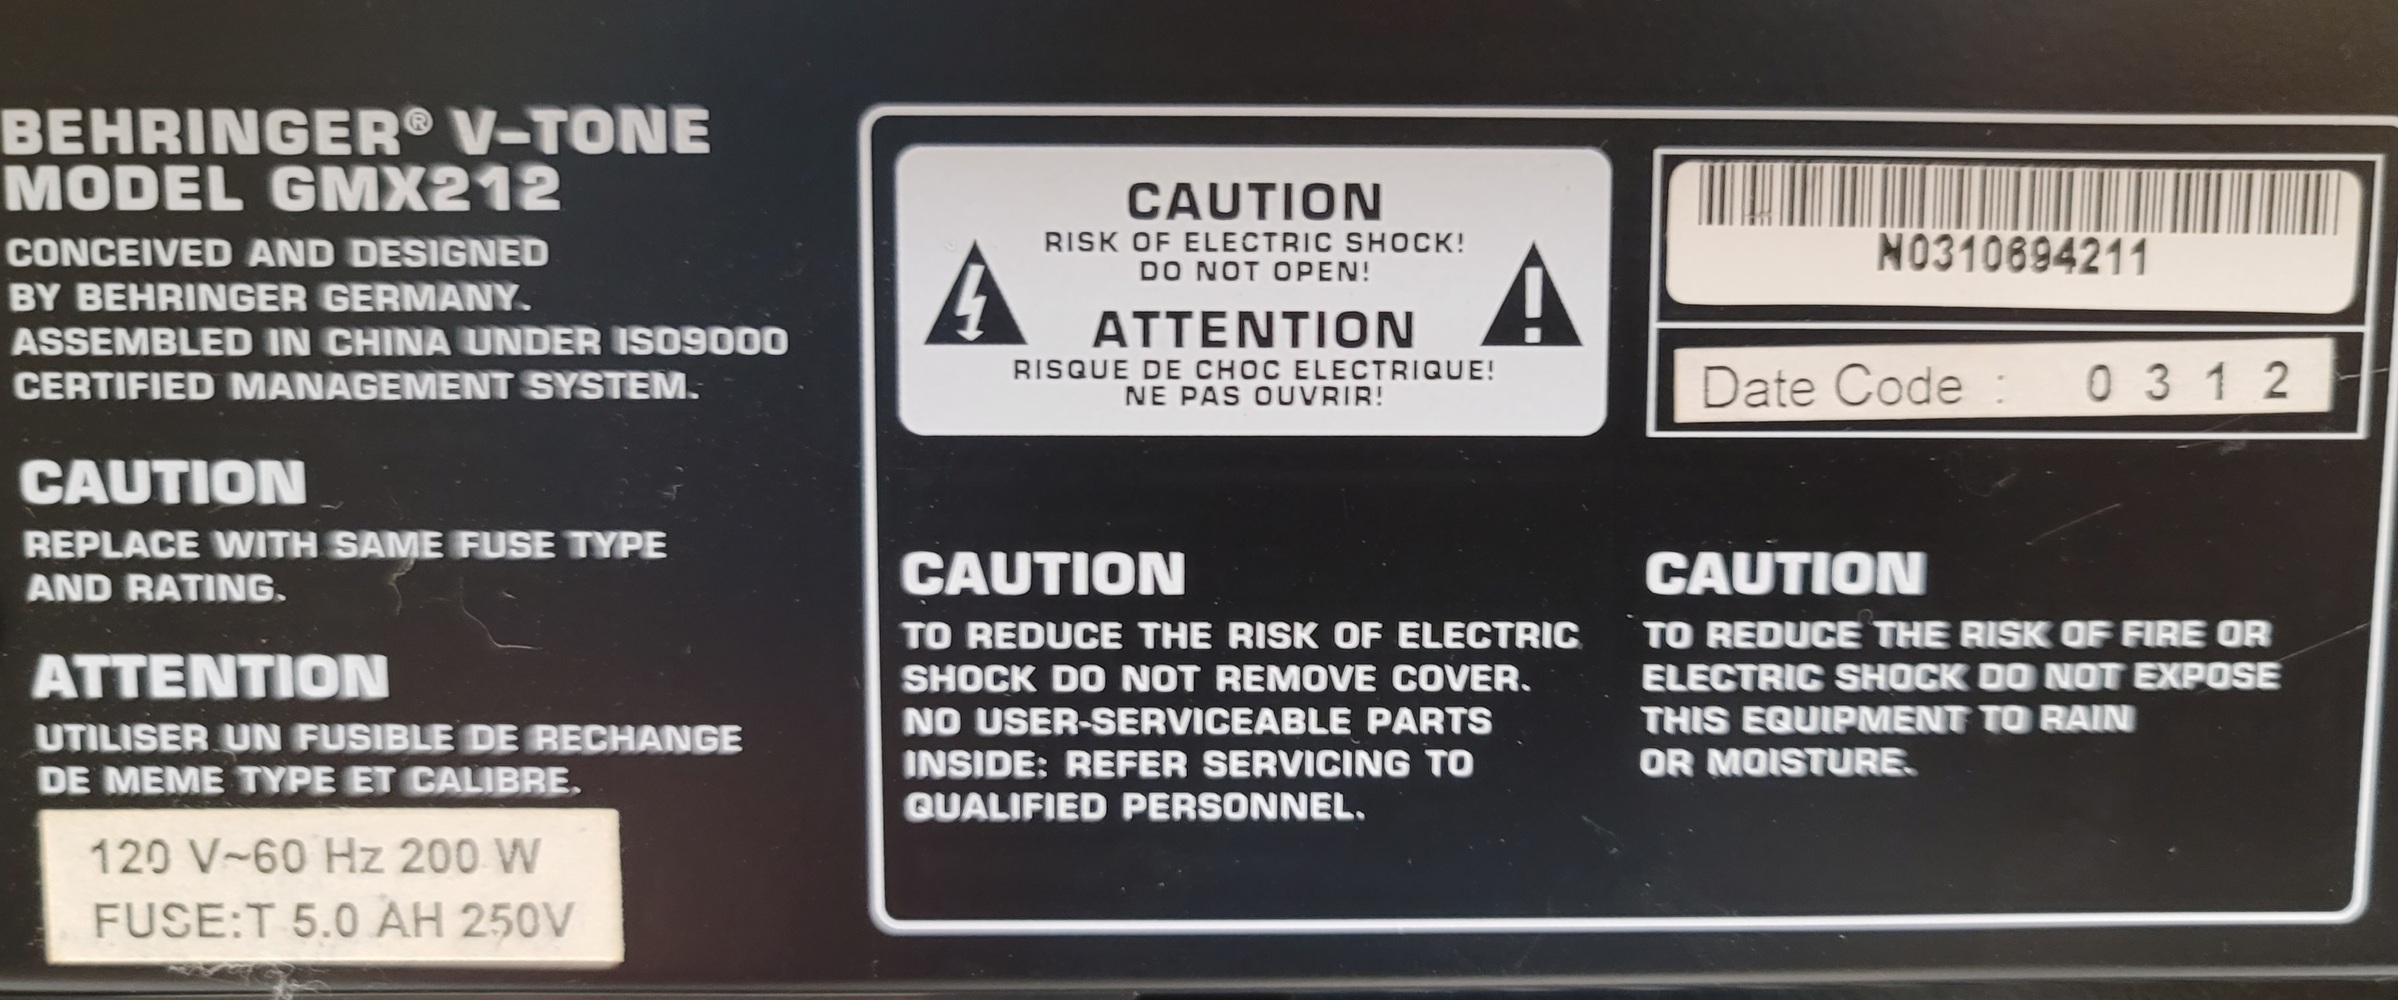 BEHRINGER® V-TONE
MODEL GMX212
CONCEIVED AND DESIGNED
BY BEHRINGER GERMANY.
ASSEMBLED IN CHINA UNDER ISO9000
CERTIFIED MANAGEMENT SYSTEM.
CAUTION
REPLACE WITH SAME FUSE TYPE
AND RATING.
ATTENTION
UTILISER UN FUSIBLE DE RECHANGE
DE MEME TYPE ET CALIBRE.
120 V~60 Hz 200 W
FUSE:T 5.0 AH 250V
CAUTION
RISK OF ELECTRIC SHOCK!
DO NOT OPEN!
ATTENTION
RISQUE DE CHOC ELECTRIQUE!
NE PAS OUVRIR!
N0310694211
Date Code : 0312
CAUTION
TO REDUCE THE RISK OF ELECTRIC
SHOCK DO NOT REMOVE COVER.
NO USER-SERVICEABLE PARTS
INSIDE: REFER SERVICING TO
QUALIFIED PERSONNEL.
CAUTION
TO REDUCE THE RISK OF FIRE OR
ELECTRIC SHOCK DO NOT EXPOSE
THIS EQUIPMENT TO RAIN
OR MOISTURE.